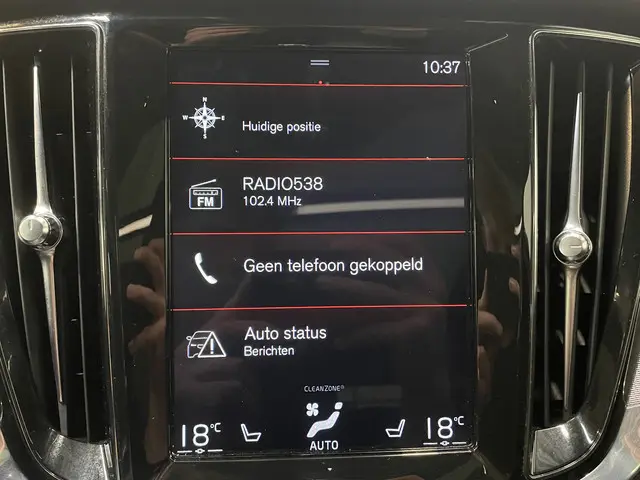 10:37
N
W E
S
Huidige positie
RADIO538
FM
102.4 MHz
Geen telefoon gekoppeld
Auto status
Berichten
CLEANZONE
18°C
AUTO
18°C